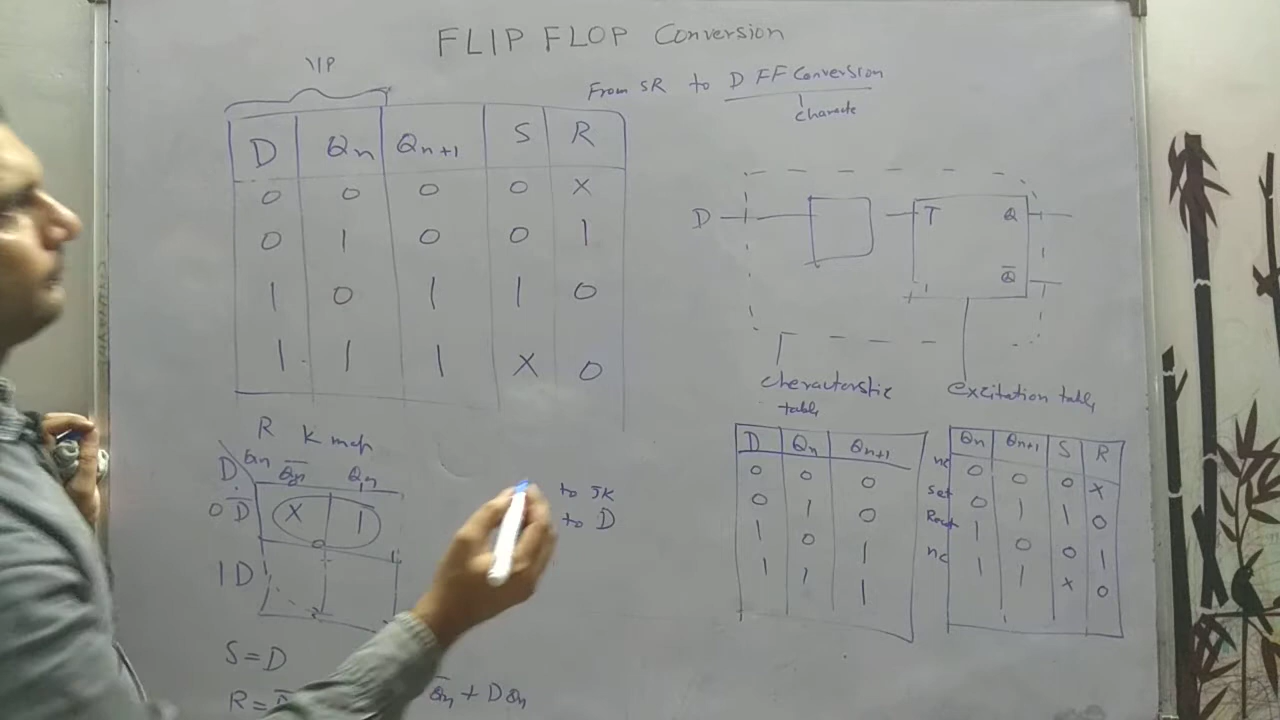 FLIP FLOP Conversion
I/P
From SR to D FF Conversion
characte
D Qn Qn+1 S R
0 0 0 0 X
0 1 0 0 1
1 0 1 1 0
1 1 1 X 0
D T Q
Q̅
cheracterstic
table
excitation table
D Qn Qn+1
0 0 0
0 1 0
1 0 1
1 1 1
Qn Qn+1 S R
nc 0 0 0 X
Set 0 1 1 0
Reset 1 0 0 1
nc 1 1 X 0
R K map
D Qn Q̅n Qn
0 D̅ X 1
1 D
to JK
to D
S = D
R = D̅
Q̅n + DQn